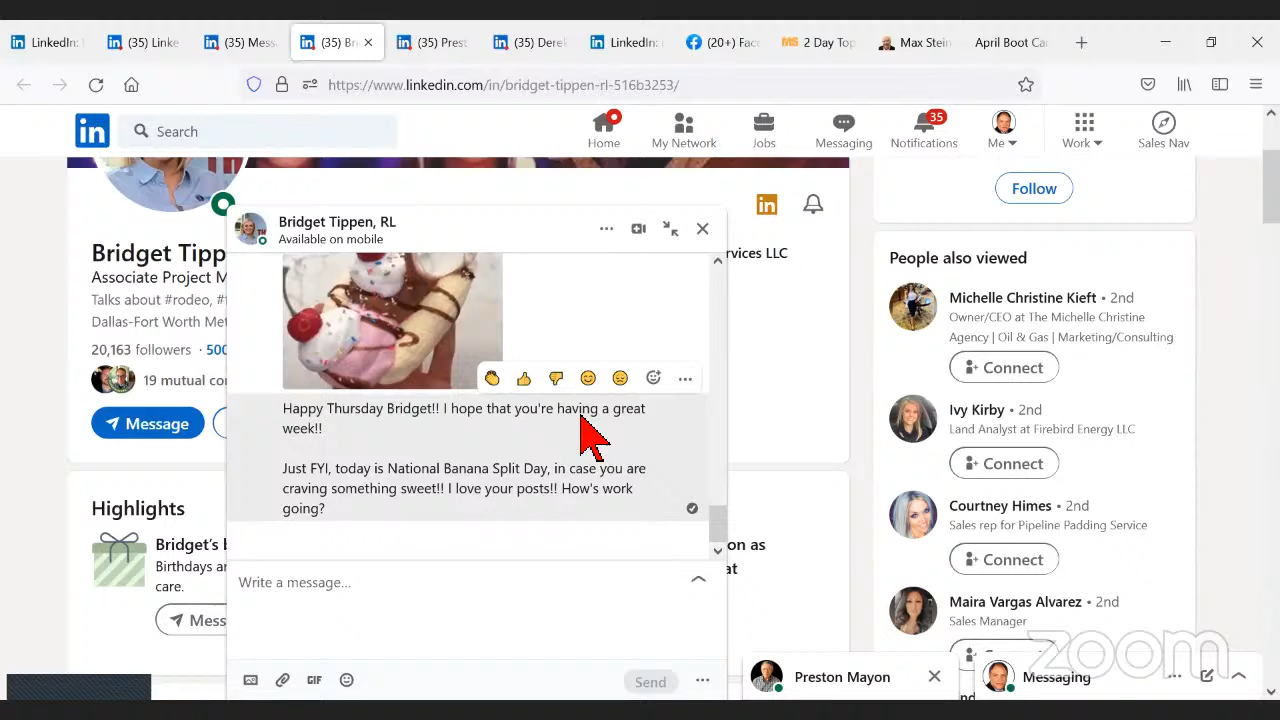 LinkedIn:
(35) Linke
(35) Mess
(35) Bri
(35) Prest
(35) Derek
LinkedIn:
(20+) Fac
MS 2 Day Top
Max Stein
April Boot Ca
https://www.linkedin.com/in/bridget-tippen-rl-516b3253/
in
Search
Home
My Network
Jobs
Messaging
35
Notifications
Me
Work
Sales Nav
Follow
Bridget Tipp
Associate Project M
Talks about #rodeo, #
Dallas-Fort Worth Met
20,163 followers · 500
19 mutual co
Message
rvices LLC
Highlights
Bridget's b
Birthdays a
care.
Mess
on as
at
Bridget Tippen, RL
Available on mobile
Happy Thursday Bridget!! I hope that you're having a great
week!!
Just FYI, today is National Banana Split Day, in case you are
craving something sweet!! I love your posts!! How's work
going?
Write a message...
GIF
Send
People also viewed
Michelle Christine Kieft • 2nd
Owner/CEO at The Michelle Christine
Agency | Oil & Gas | Marketing/Consulting
Connect
Ivy Kirby • 2nd
Land Analyst at Firebird Energy LLC
Connect
Courtney Himes • 2nd
Sales rep for Pipeline Padding Service
Connect
Maira Vargas Alvarez • 2nd
Sales Manager
Preston Mayon
Messaging
zoom